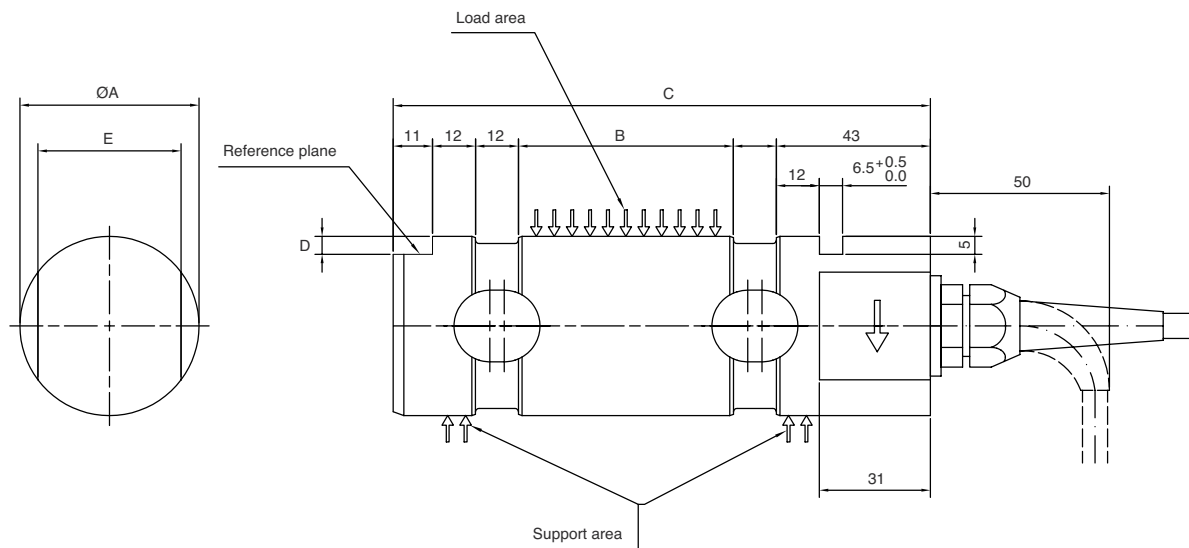 Load area
ØA
C
E
11
12
12
B
43
Reference plane
12
6.5+0.5
0.0
50
D
5
31
Support area